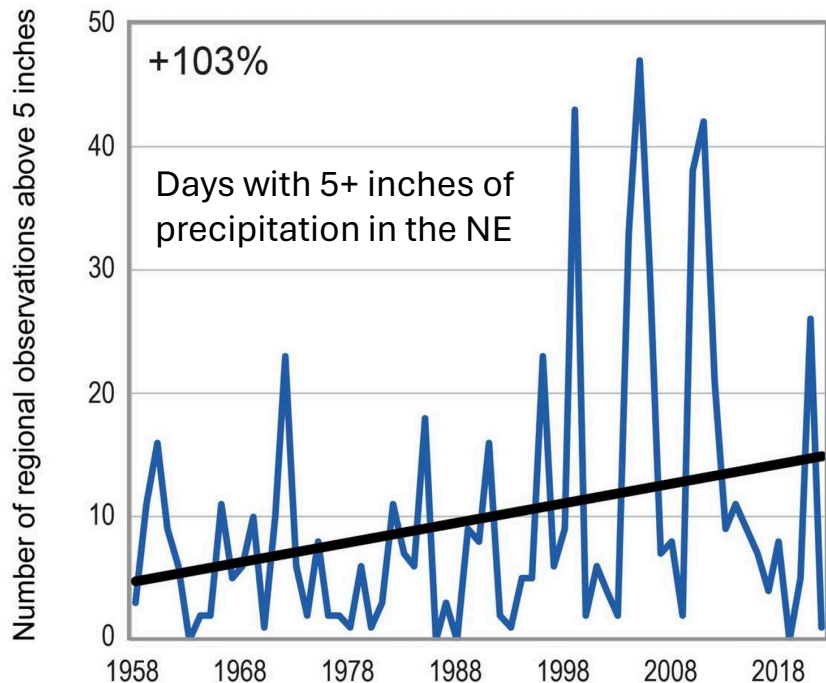 Number of regional observations above 5 inches
50
40
30
20
10
0
+103%
Days with 5+ inches of
precipitation in the NE
1958 1968 1978 1988 1998 2008 2018